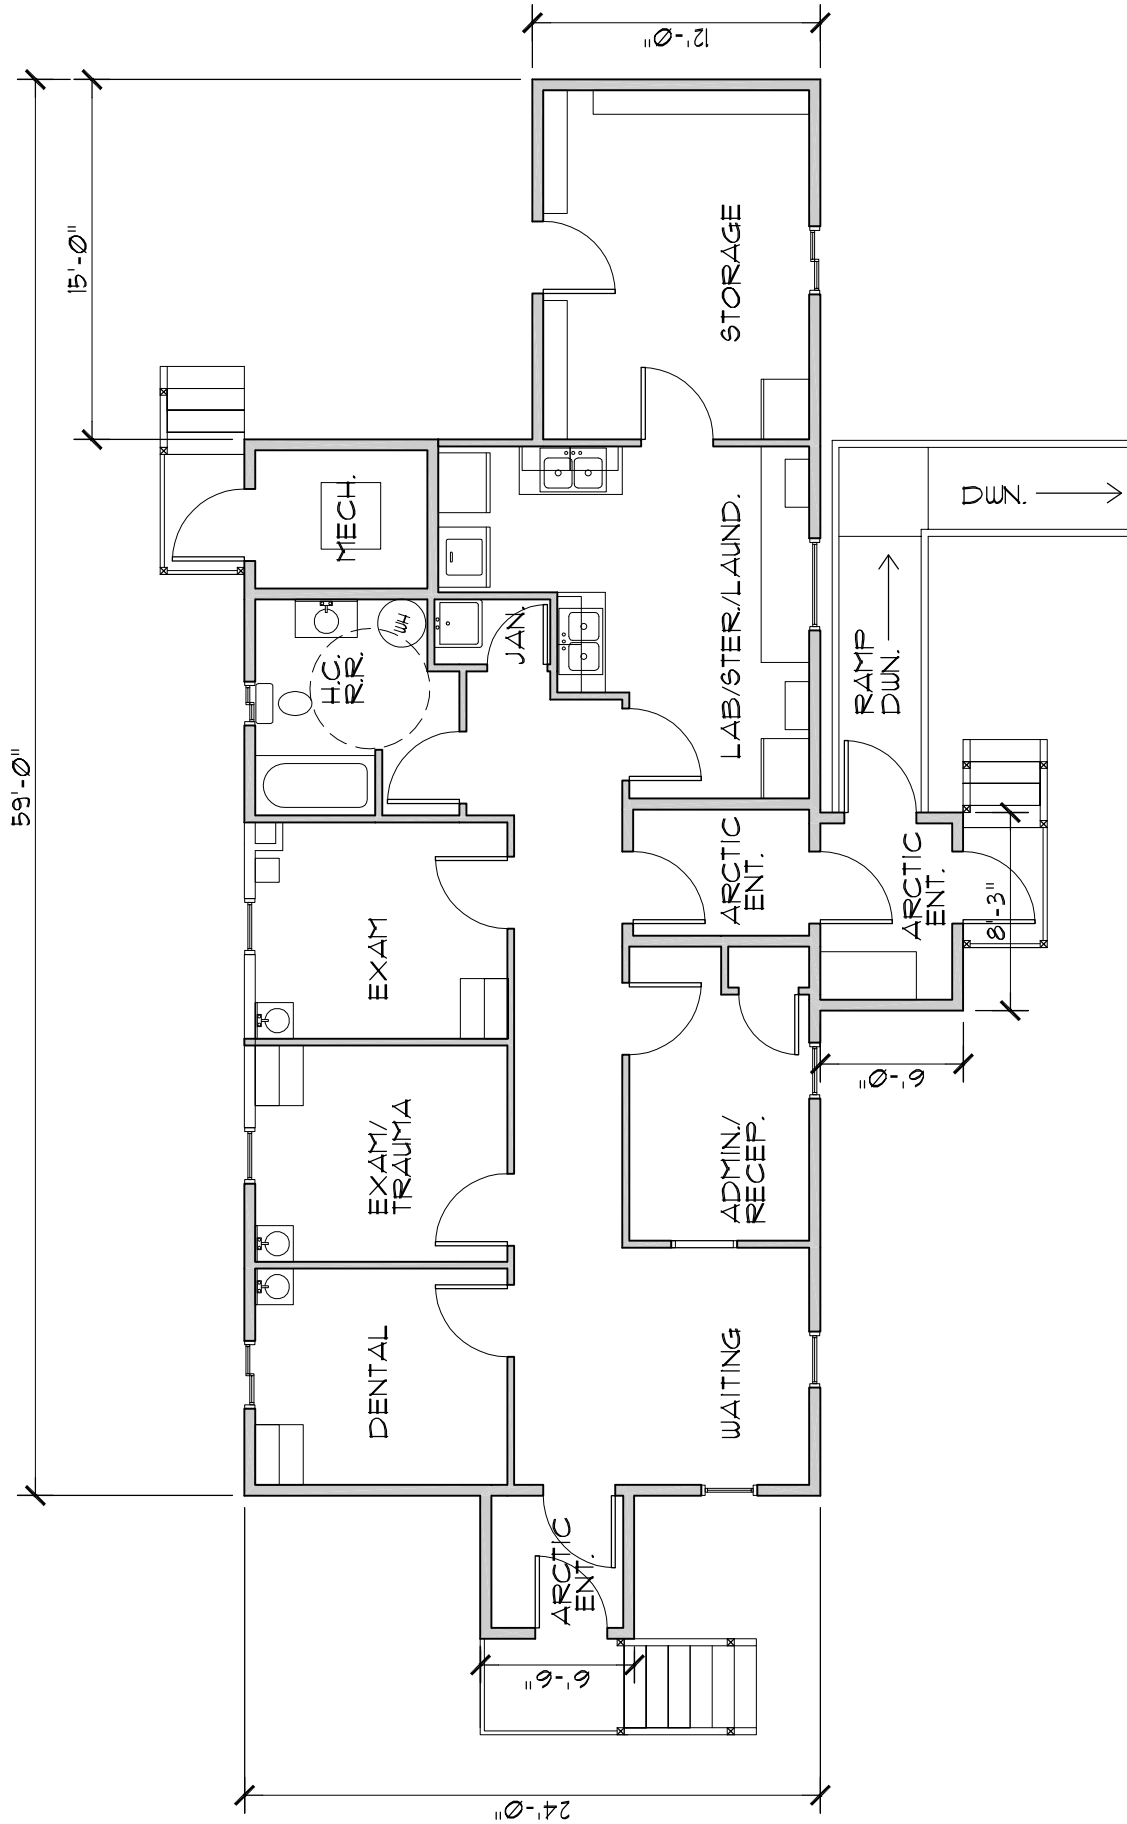 12'-0"
15'-0"
59'-0"
STORAGE
MECH.
DWN.
LAB/STER./LAUND.
WH
JAN.
H.C.
R.R.
RAMP
DWN.
EXAM
ARCTIC
ENT.
ARCTIC
ENT.
8'-3"
6'-0"
EXAM/
TRAUMA
ADMIN./
RECEP.
DENTAL
WAITING
ARCTIC
ENT.
6'-6"
24'-0"